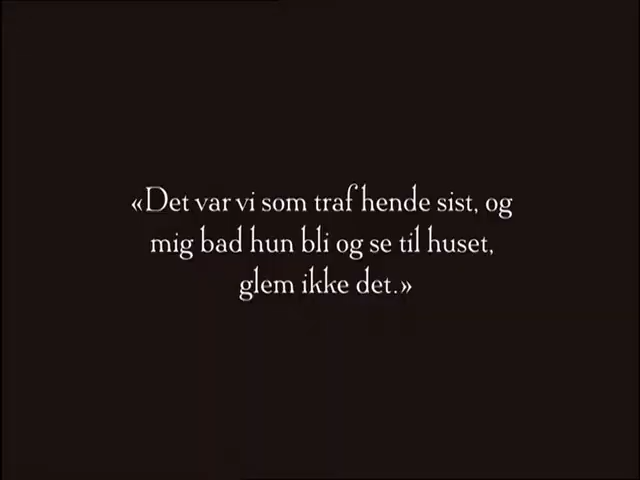 «Det var vi som traf hende sist, og
mig bad hun bli og se til huset,
glem ikke det.»